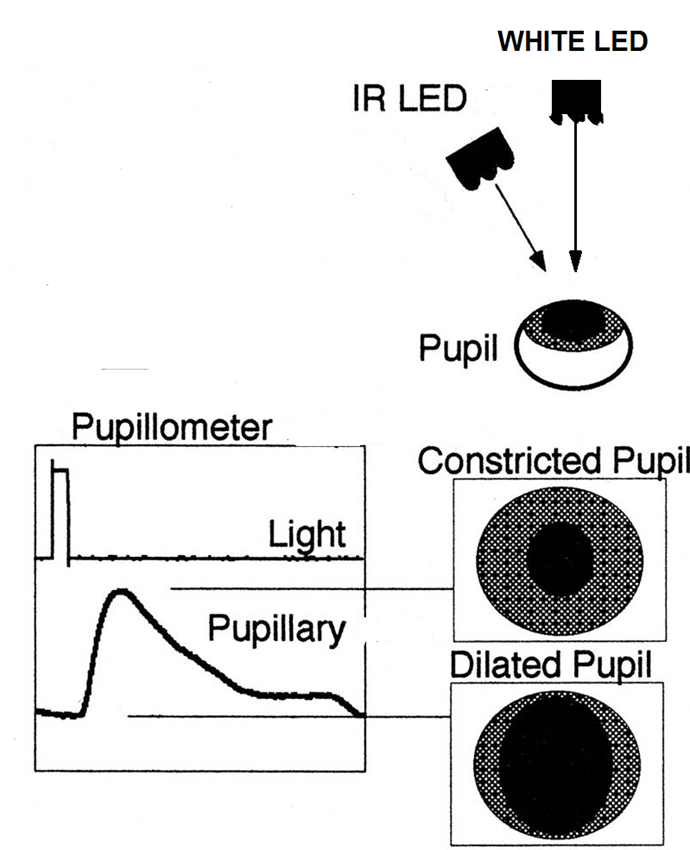 WHITE LED
IR LED
Pupil
Pupillometer
Constricted Pupil
Light
Pupillary
Dilated Pupil